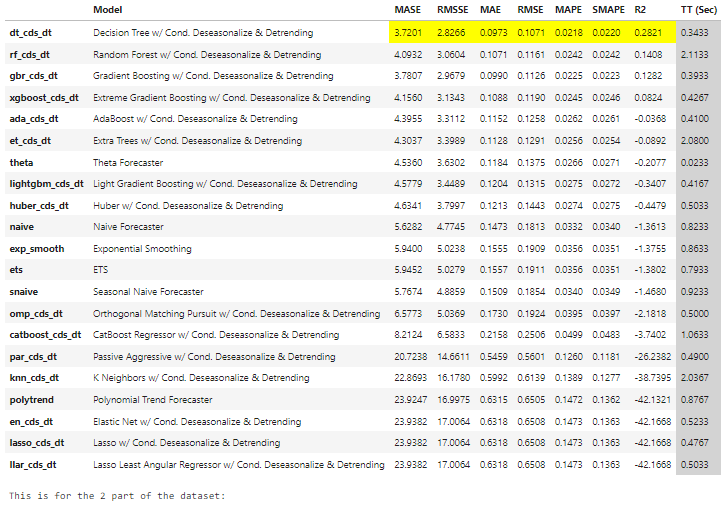 Model MASE RMSSE MAE RMSE MAPE SMAPE R2 TT (Sec)
dt_cds_dt Decision Tree w/ Cond. Deseasonalize & Detrending 3.7201 2.8266 0.0973 0.1071 0.0218 0.0220 0.2821 0.3433
rf_cds_dt Random Forest w/ Cond. Deseasonalize & Detrending 4.0932 3.0604 0.1071 0.1161 0.0242 0.0242 0.1408 2.1133
gbr_cds_dt Gradient Boosting w/ Cond. Deseasonalize & Detrending 3.7807 2.9679 0.0990 0.1126 0.0225 0.0223 0.1282 0.3933
xgboost_cds_dt Extreme Gradient Boosting w/ Cond. Deseasonalize & Detrending 4.1560 3.1343 0.1088 0.1190 0.0245 0.0246 0.0824 0.4267
ada_cds_dt AdaBoost w/ Cond. Deseasonalize & Detrending 4.3955 3.3112 0.1152 0.1258 0.0262 0.0261 -0.0368 0.4100
et_cds_dt Extra Trees w/ Cond. Deseasonalize & Detrending 4.3037 3.3989 0.1128 0.1291 0.0256 0.0254 -0.0892 2.0800
theta Theta Forecaster 4.5360 3.6302 0.1184 0.1375 0.0266 0.0271 -0.2077 0.0233
lightgbm_cds_dt Light Gradient Boosting w/ Cond. Deseasonalize & Detrending 4.5779 3.4489 0.1204 0.1315 0.0275 0.0272 -0.3407 0.4167
huber_cds_dt Huber w/ Cond. Deseasonalize & Detrending 4.6341 3.7997 0.1213 0.1443 0.0274 0.0275 -0.4479 0.5033
naive Naive Forecaster 5.6282 4.7745 0.1473 0.1813 0.0332 0.0340 -1.3613 0.8233
exp_smooth Exponential Smoothing 5.9400 5.0238 0.1555 0.1909 0.0356 0.0351 -1.3755 0.8633
ets ETS 5.9452 5.0279 0.1557 0.1911 0.0356 0.0351 -1.3802 0.7933
snaive Seasonal Naive Forecaster 5.7674 4.8859 0.1509 0.1854 0.0340 0.0349 -1.4680 0.9233
omp_cds_dt Orthogonal Matching Pursuit w/ Cond. Deseasonalize & Detrending 6.5773 5.0369 0.1730 0.1924 0.0395 0.0397 -2.1818 0.5000
catboost_cds_dt CatBoost Regressor w/ Cond. Deseasonalize & Detrending 8.2124 6.5833 0.2158 0.2506 0.0499 0.0483 -3.7402 1.0633
par_cds_dt Passive Aggressive w/ Cond. Deseasonalize & Detrending 20.7238 14.6611 0.5459 0.5601 0.1260 0.1181 -26.2382 0.4900
knn_cds_dt K Neighbors w/ Cond. Deseasonalize & Detrending 22.8693 16.1780 0.5992 0.6139 0.1389 0.1277 -38.7395 2.0367
polytrend Polynomial Trend Forecaster 23.9247 16.9975 0.6315 0.6505 0.1472 0.1362 -42.1321 0.8767
en_cds_dt Elastic Net w/ Cond. Deseasonalize & Detrending 23.9382 17.0064 0.6318 0.6508 0.1473 0.1363 -42.1668 0.5233
lasso_cds_dt Lasso w/ Cond. Deseasonalize & Detrending 23.9382 17.0064 0.6318 0.6508 0.1473 0.1363 -42.1668 0.4767
llar_cds_dt Lasso Least Angular Regressor w/ Cond. Deseasonalize & Detrending 23.9382 17.0064 0.6318 0.6508 0.1473 0.1363 -42.1668 0.5033
This is for the 2 part of the dataset: